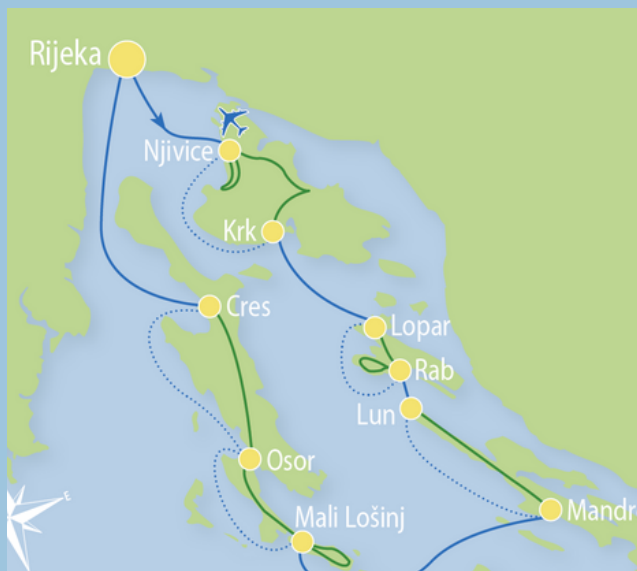 Rijeka
Njivice
Krk
Cres
Lopar
Rab
Lun
Osor
Mali Lošinj
Mandr
E